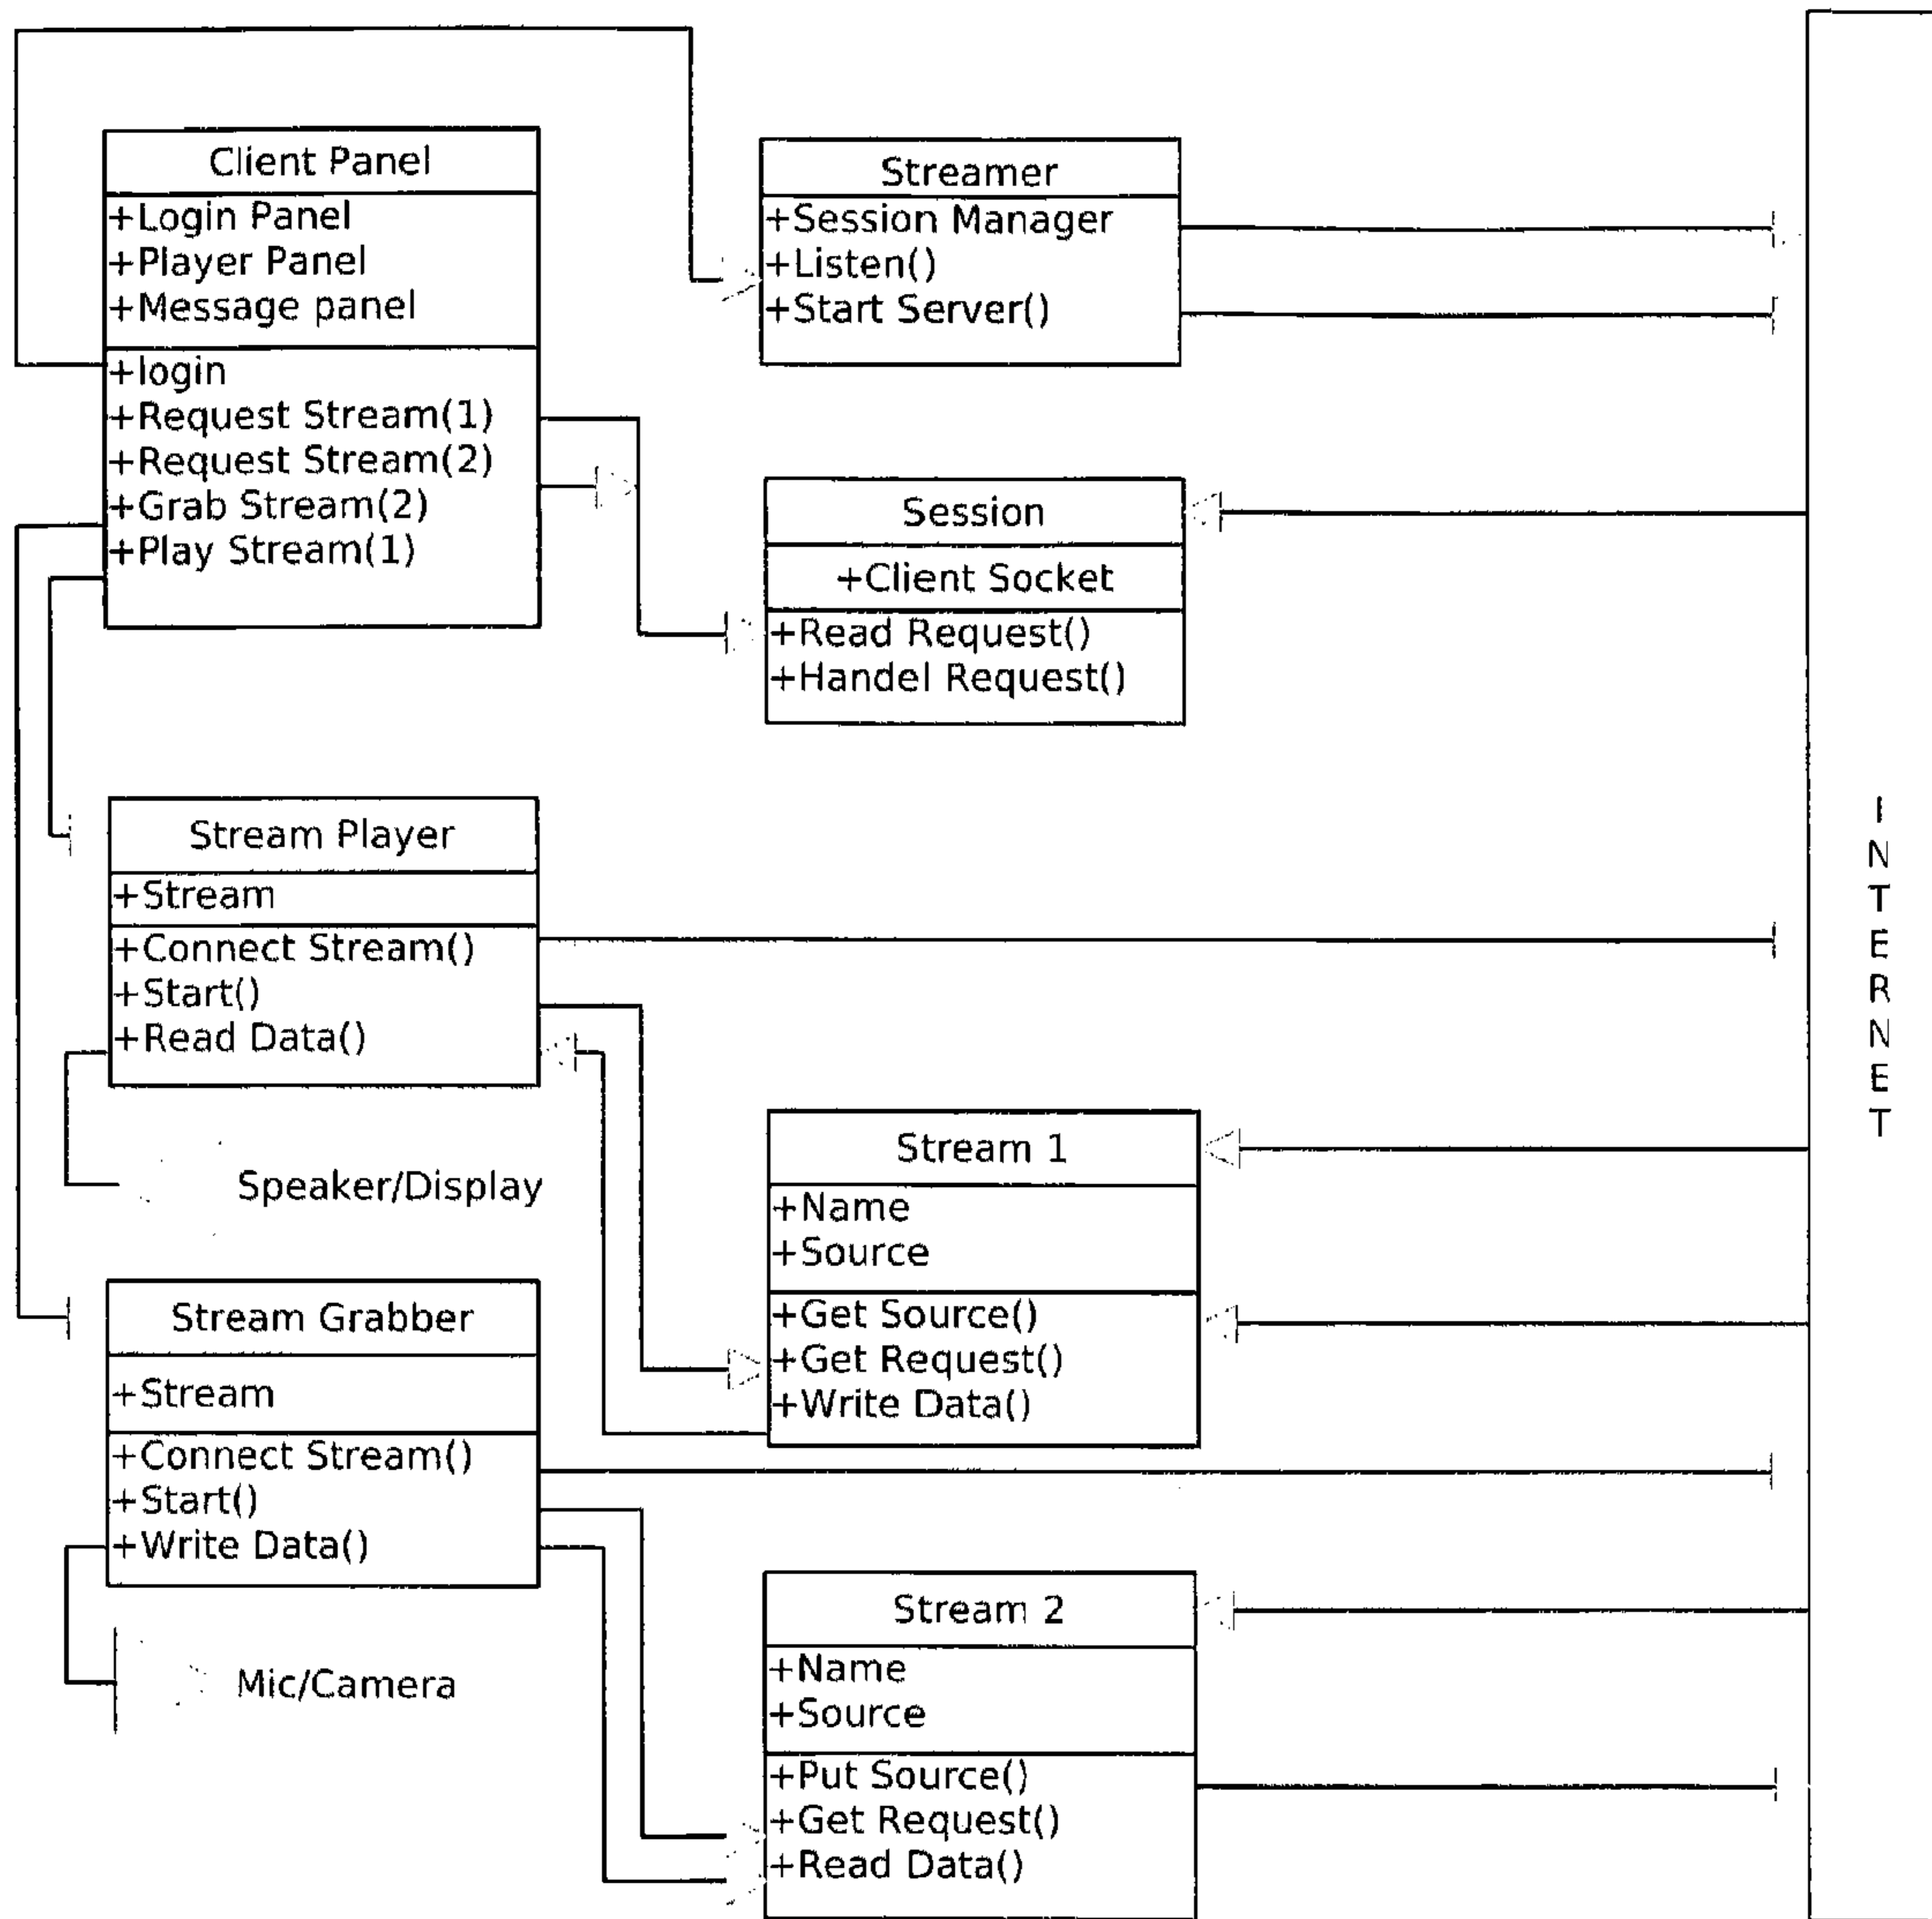 Client Panel
+Login Panel
+Player Panel
+Message panel
+login
+Request Stream(1)
+Request Stream(2)
+Grab Stream(2)
+Play Stream(1)
Streamer
+Session Manager
+Listen()
+Start Server()
Session
+Client Socket
+Read Request()
+Handel Request()
Stream Player
+Stream
+Connect Stream()
+Start()
+Read Data()
Speaker/Display
Stream 1
+Name
+Source
+Get Source()
+Get Request()
+Write Data()
Stream Grabber
+Stream
+Connect Stream()
+Start()
+Write Data()
Mic/Camera
Stream 2
+Name
+Source
+Put Source()
+Get Request()
+Read Data()
I
N
T
E
R
N
E
T